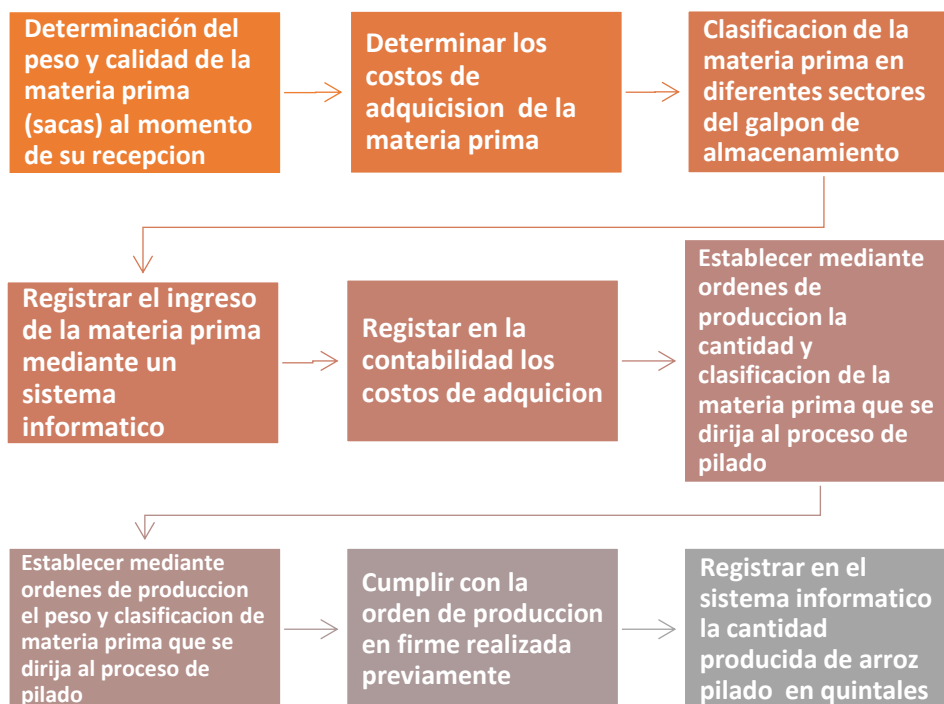 Determinación del
peso y calidad de la
materia prima
(sacas) al momento
de su recepcion
Determinar los
costos de
adquicision de la
materia prima
Clasificacion de la
materia prima en
diferentes sectores
del galpon de
almacenamiento
Registrar el ingreso
de la materia prima
mediante un
sistema
informatico
Registar en la
contabilidad los
costos de adquicion
Establecer mediante
ordenes de
produccion la
cantidad y
clasificacion de la
materia prima que se
dirija al proceso de
pilado
Establecer mediante
ordenes de produccion
el peso y clasificacion de
materia prima que se
dirija al proceso de
pilado
Cumplir con la
orden de produccion
en firme realizada
previamente
Registrar en el
sistema informatico
la cantidad
producida de arroz
pilado en quintales